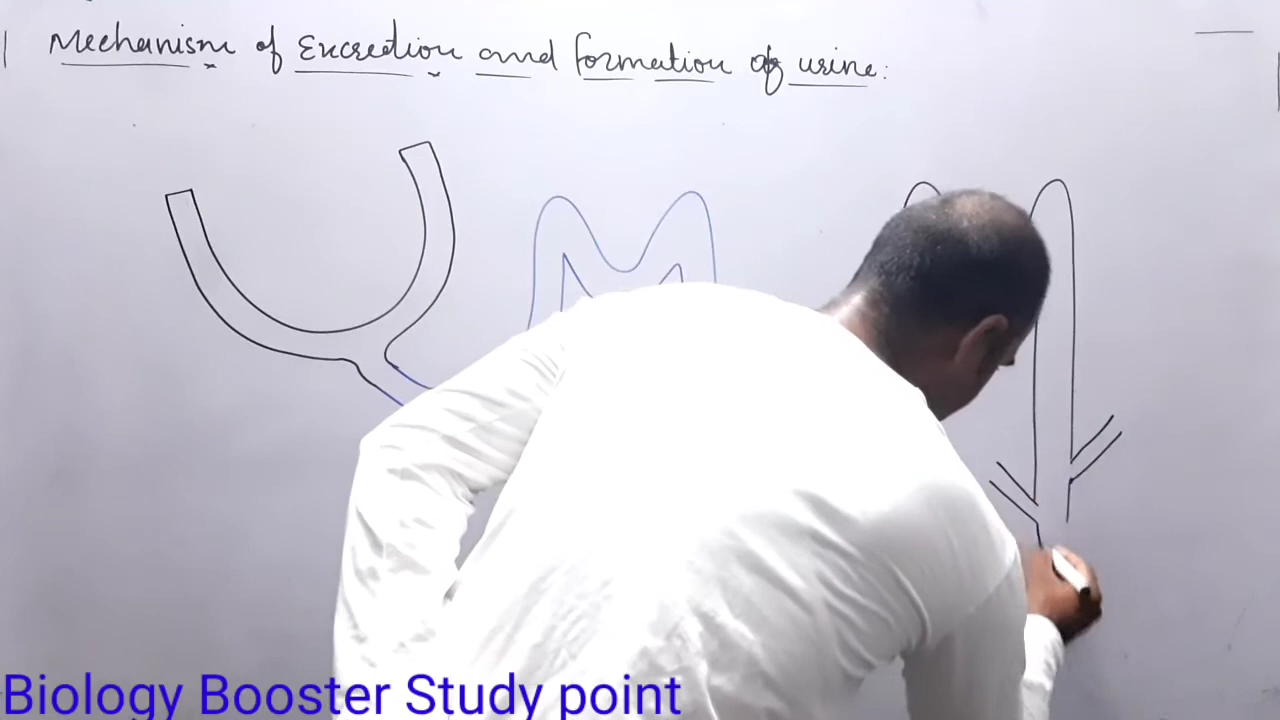 Mechanism of Excretion and formation of urine:
Biology Booster Study point